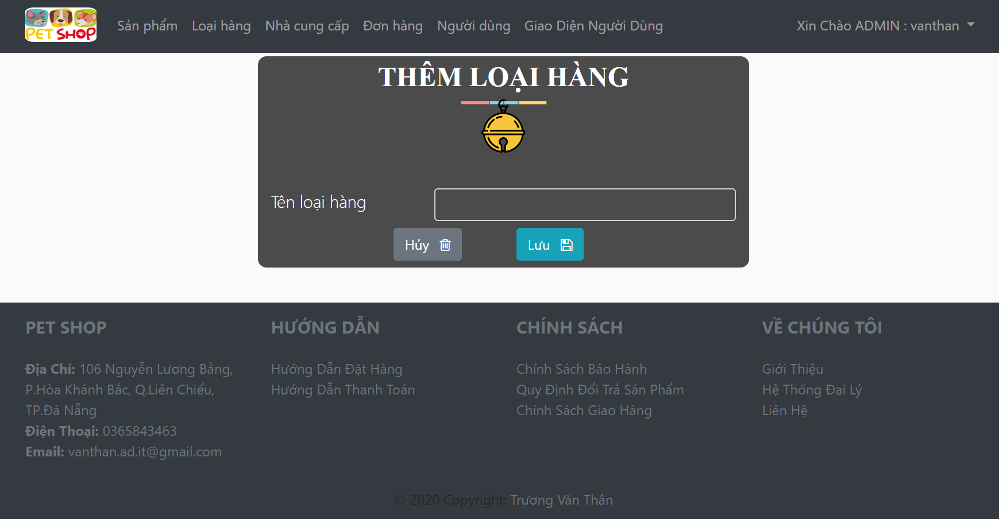 PET SHOP
Sản phẩm Loại hàng Nhà cung cấp Đơn hàng Người dùng Giao Diện Người Dùng Xin Chào ADMIN : vanthan
THÊM LOẠI HÀNG
Tên loại hàng
Hủy Lưu
PET SHOP
Địa Chỉ: 106 Nguyễn Lương Bằng,
P.Hòa Khánh Bắc, Q.Liên Chiểu,
TP.Đà Nẵng
Điện Thoại: 0365843463
Email: vanthan.ad.it@gmail.com
HƯỚNG DẪN
Hướng Dẫn Đặt Hàng
Hướng Dẫn Thanh Toán
CHÍNH SÁCH
Chính Sách Bảo Hành
Quy Định Đổi Trả Sản Phẩm
Chính Sách Giao Hàng
VỀ CHÚNG TÔI
Giới Thiệu
Hệ Thống Đại Lý
Liên Hệ
© 2020 Copyright: Trương Văn Thân